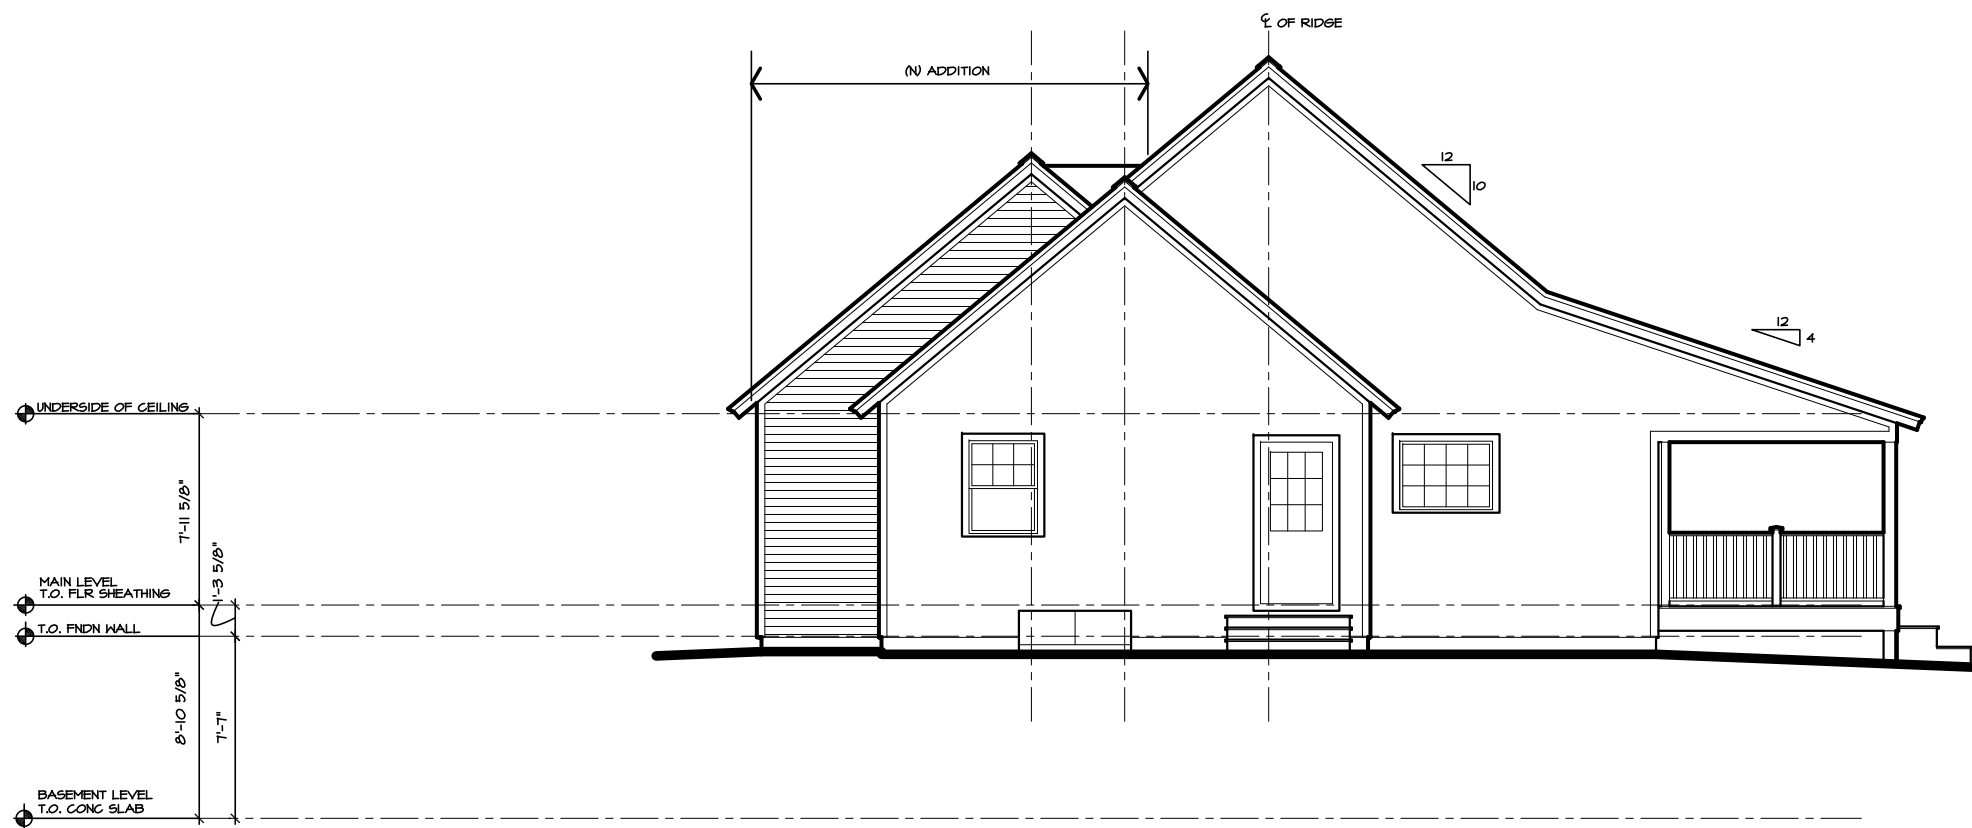 ℄ OF RIDGE
(N) ADDITION
12
10
12
4
UNDERSIDE OF CEILING
7'-11 5/8"
1'-3 5/8"
MAIN LEVEL
T.O. FLR SHEATHING
T.O. FNDN WALL
8'-10 5/8"
7'-7"
BASEMENT LEVEL
T.O. CONC SLAB